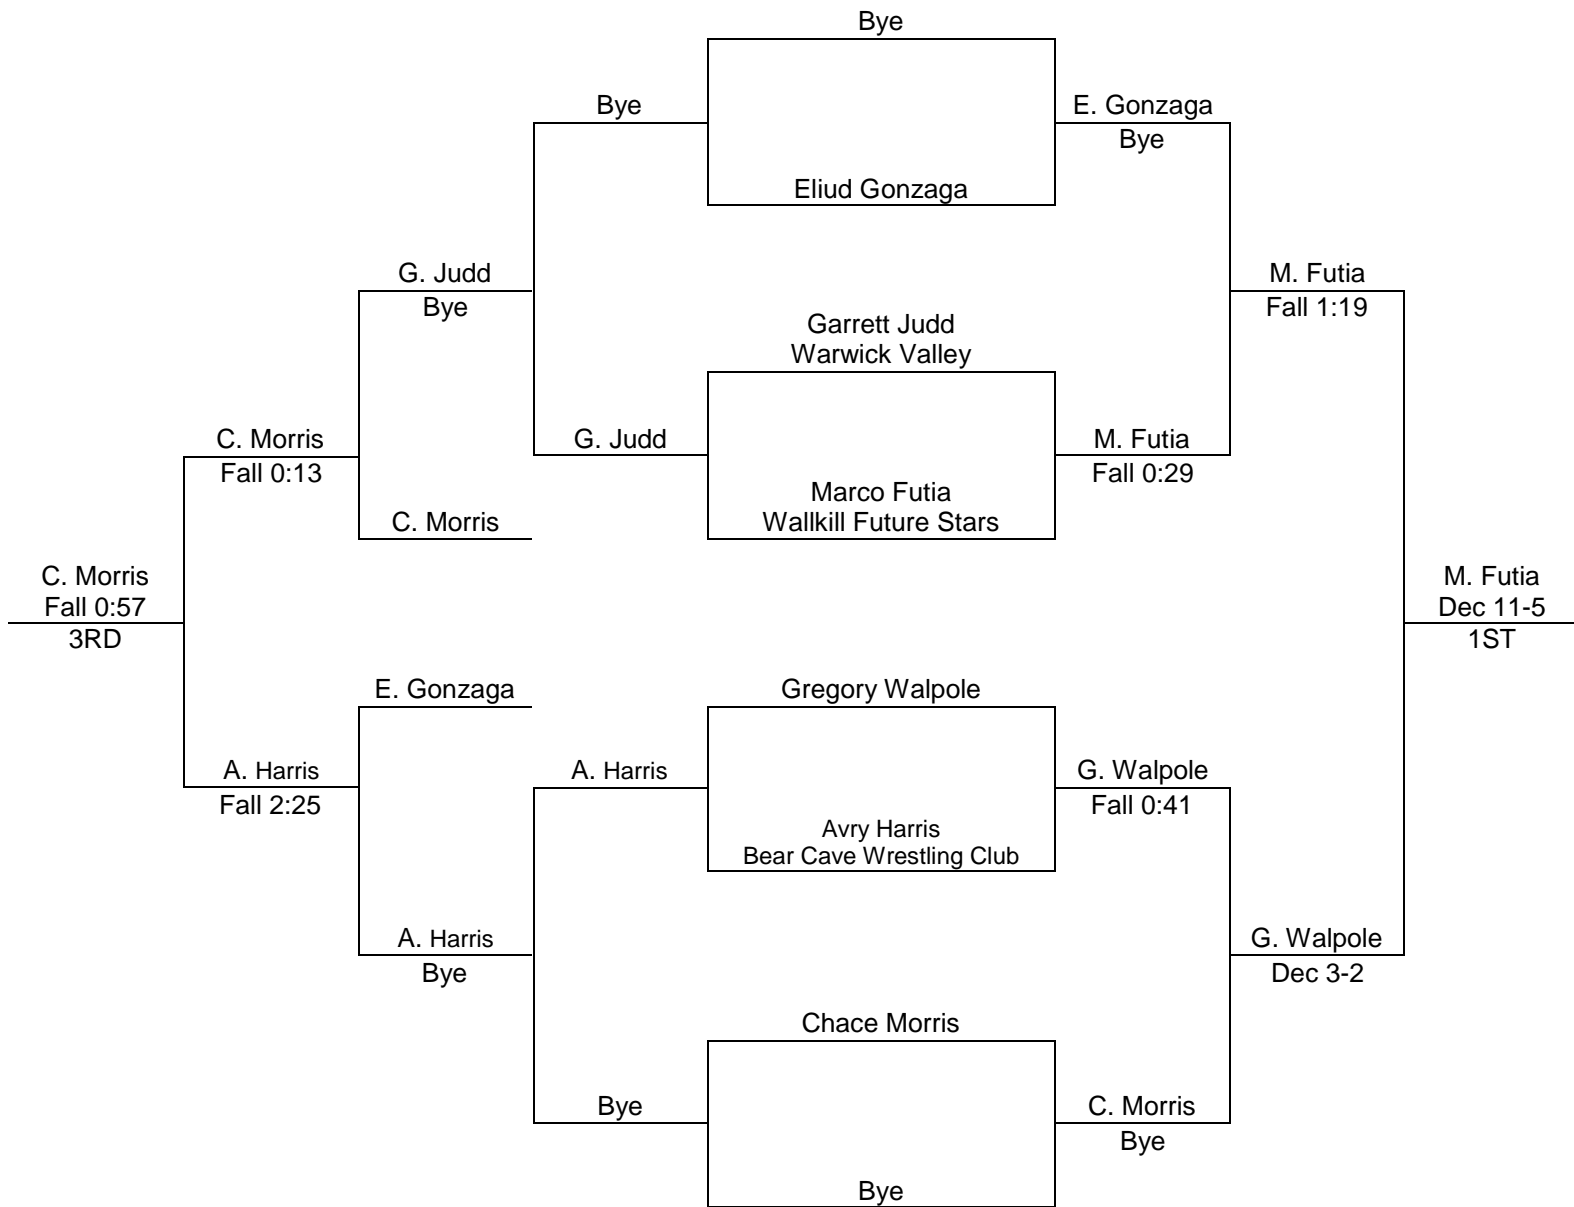 Bye
Bye
E. Gonzaga
Bye
Eliud Gonzaga
G. Judd
Bye
M. Futia
Fall 1:19
Garrett Judd
Warwick Valley
C. Morris
Fall 0:13
G. Judd
M. Futia
Fall 0:29
Marco Futia
Wallkill Future Stars
C. Morris
C. Morris
Fall 0:57
3RD
M. Futia
Dec 11-5
1ST
E. Gonzaga
Gregory Walpole
A. Harris
Fall 2:25
A. Harris
G. Walpole
Fall 0:41
Avry Harris
Bear Cave Wrestling Club
A. Harris
Bye
G. Walpole
Dec 3-2
Chace Morris
Bye
C. Morris
Bye
Bye